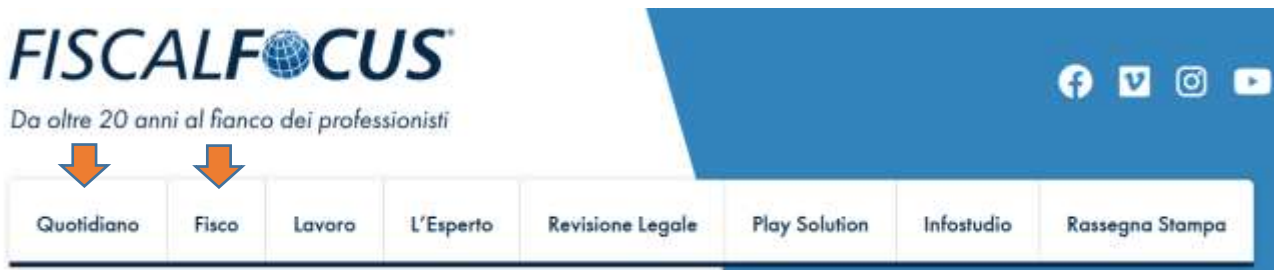 FISCALFOCUS®
Da oltre 20 anni al fianco dei professionisti
Quotidiano Fisco Lavoro L'Esperto Revisione Legale Play Solution Infostudio Rassegna Stampa